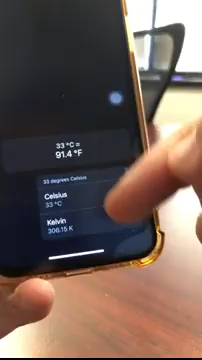 33 °C =
91.4 °F
33 degrees Celsius
Celsius
33 °C
Kelvin
306.15 K